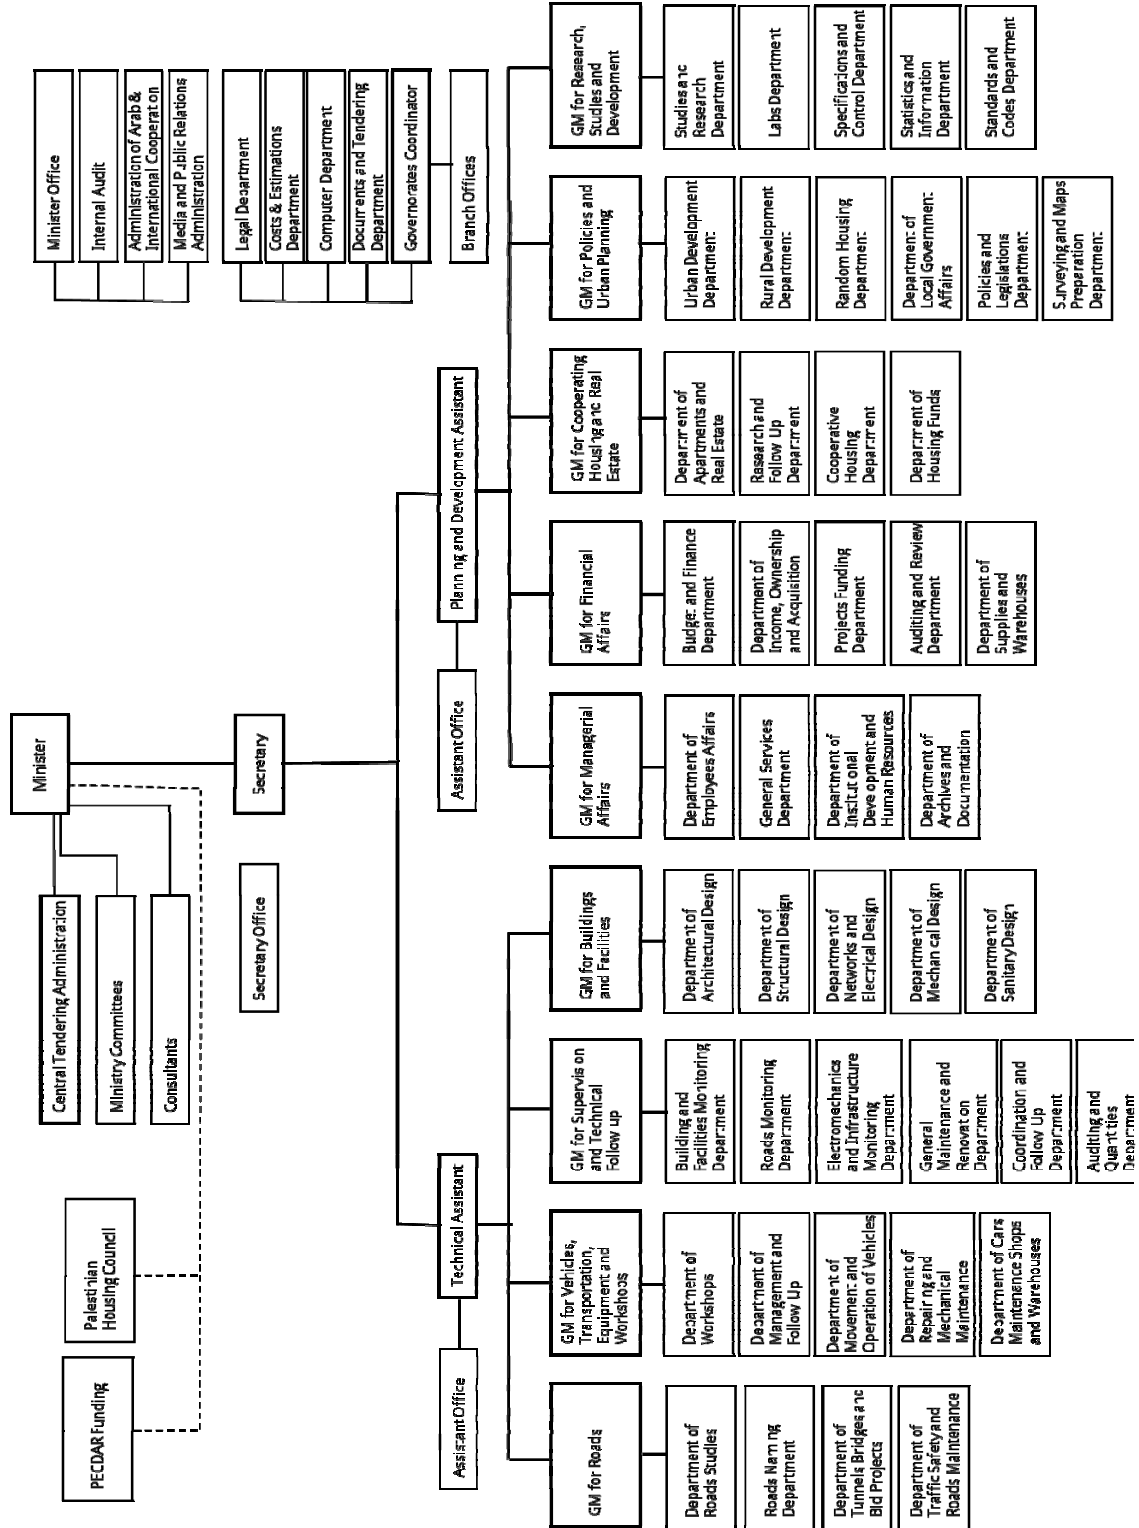 Minister
Central Tendering Administration
Ministry Committees
Consultants
Palestinian
Housing Council
PECDAR Funding
Minister Office
Internal Audit
Administration of Arab &
International Cooperation
Media and Public Relations
Administration
Secretary
Secretary Office
Legal Department
Costs & Estimations
Department
Computer Department
Documents and Tendering
Department
Governorates Coordinator
Branch Offices
Technical Assistant
Assistant Office
Planning and Development Assistant
Assistant Office
GM for Roads
Department of
Roads Studies
Roads Naming
Department
Department of
Tunnels Bridges and
Bid Projects
Department of
Traffic Safety and
Roads Maintenance
GM for Vehicles,
Transportation,
Equipment and
Workshops
Department of
Workshops
Department of
Management and
Follow Up
Department of
Movement and
Operation of Vehicles
Department of
Repairing and
Mechanical
Maintenance
Department of Cars
Maintenance Shops
and Warehouses
GM for Supervision
and Technical
Follow up
Building and
Facilities Monitoring
Department
Roads Monitoring
Department
Electromechanics
and Infrastructure
Monitoring
Department
General
Maintenance and
Renovation
Department
Coordination and
Follow Up
Department
Auditing and
Quantities
Department
GM for Buildings
and Facilities
Department of
Architectural Design
Department of
Structural Design
Department of
Networks and
Electrical Design
Department of
Mechanical Design
Department of
Sanitary Design
GM for Managerial
Affairs
Department of
Employees Affairs
General Services
Department
Department of
Institutional
Development and
Human Resources
Department of
Archives and
Documentation
GM for Financial
Affairs
Budget and Finance
Department
Department of
Income, Ownership
and Acquisition
Projects Funding
Department
Auditing and Review
Department
Department of
Supplies and
Warehouses
GM for Cooperating
Housing and Real
Estate
Department of
Apartments and
Real Estate
Research and
Follow Up
Department
Cooperative
Housing
Department
Department of
Housing Funds
GM for Policies and
Urban Planning
Urban Development
Department
Rural Development
Department
Random Housing
Department
Department of
Local Government
Affairs
Policies and
Legislations
Department
Surveying and Maps
Preparation
Department
GM for Research,
Studies and
Development
Studies and
Research
Department
Labs Department
Specifications and
Control Department
Statistics and
Information
Department
Standards and
Codes Department